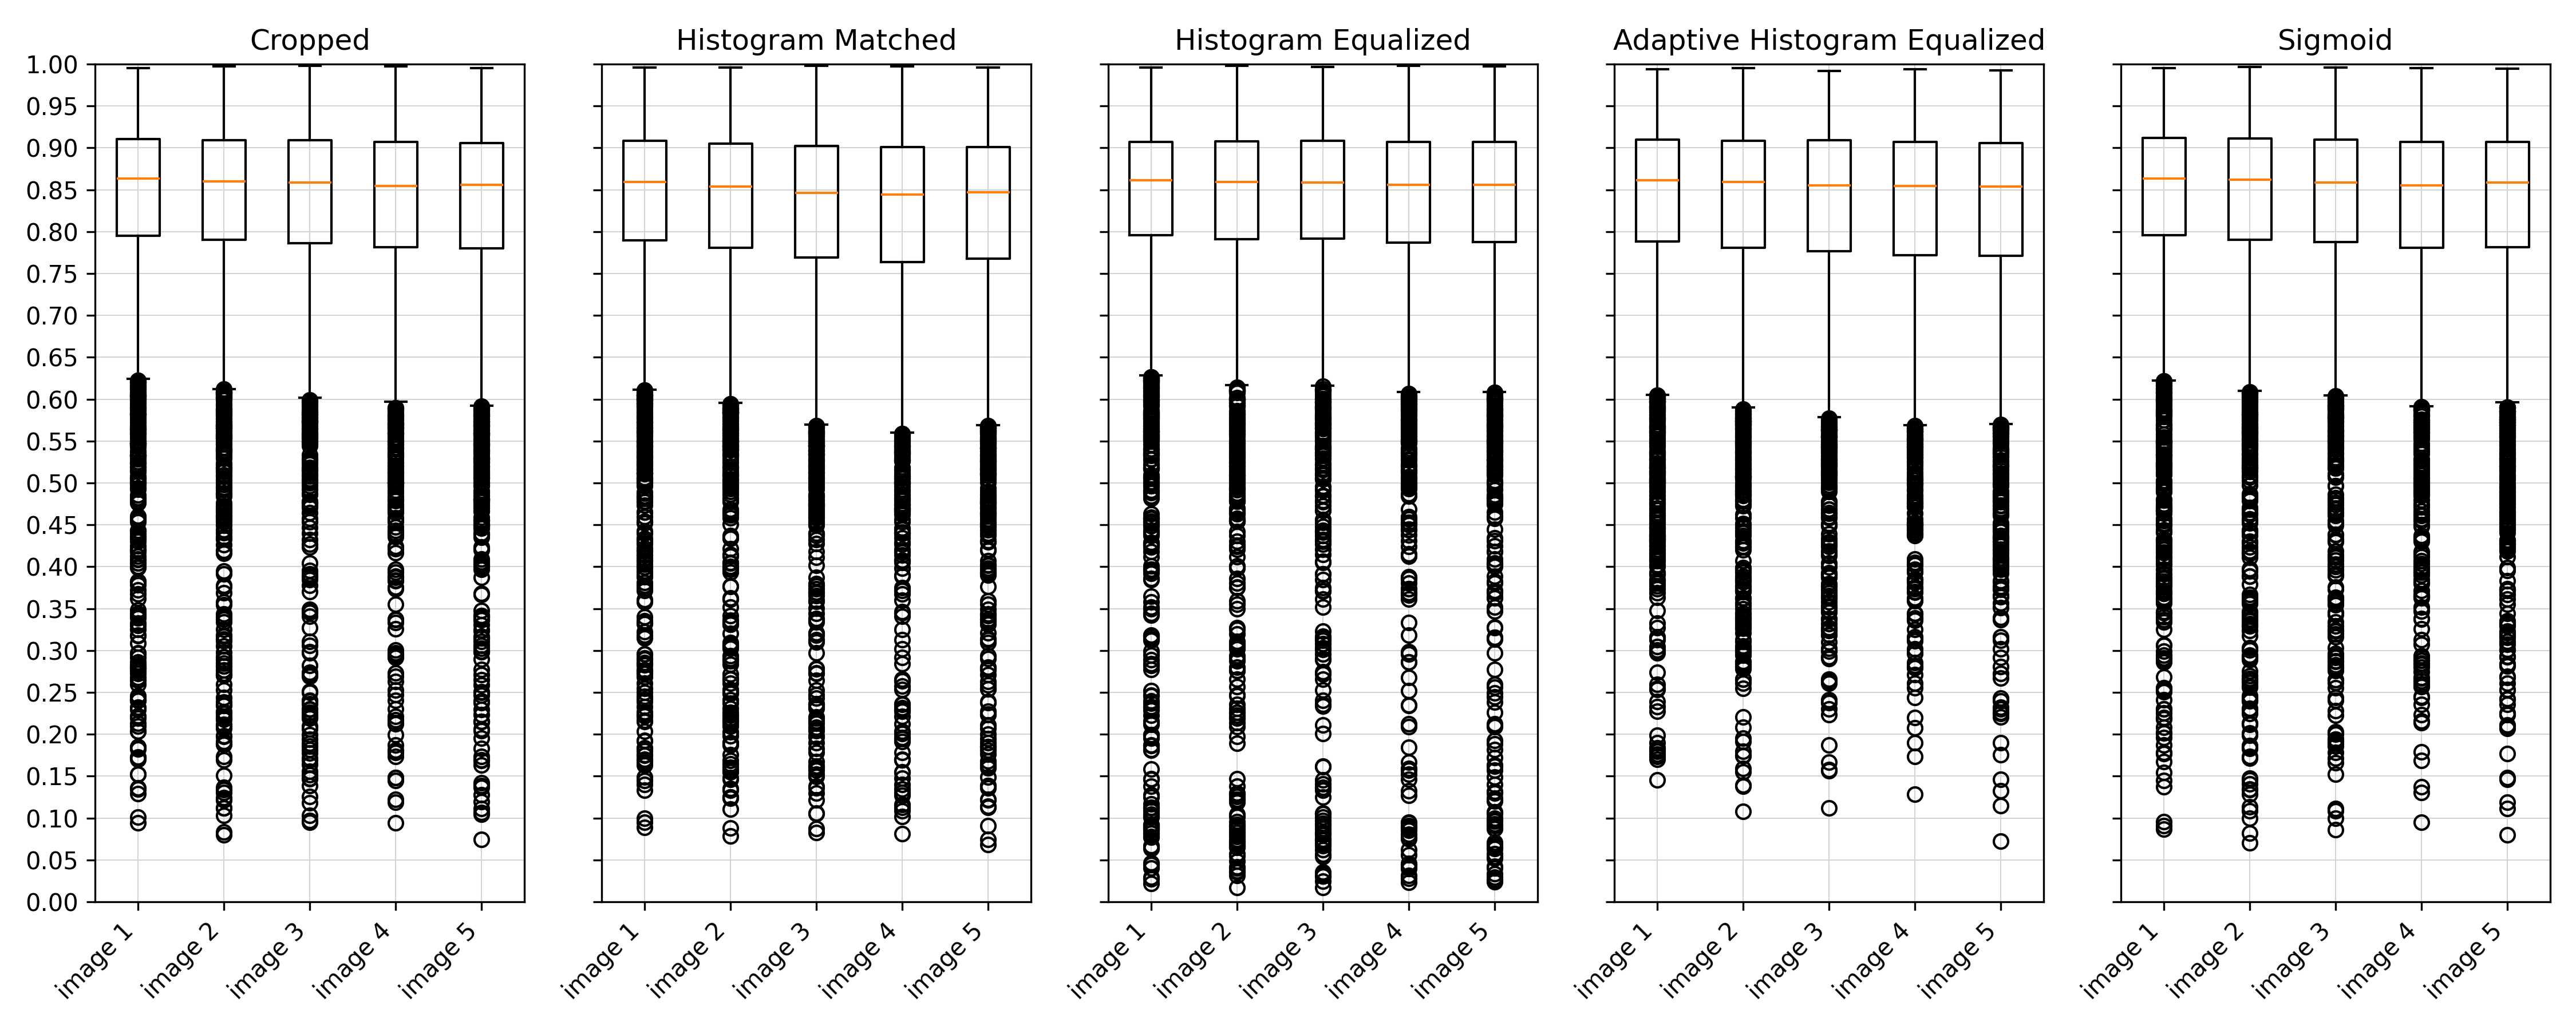 Cropped
Histogram Matched
Histogram Equalized
Adaptive Histogram Equalized
Sigmoid
1.00
0.95
0.90
0.85
0.80
0.75
0.70
0.65
0.60
0.55
0.50
0.45
0.40
0.35
0.30
0.25
0.20
0.15
0.10
0.05
0.00
image 1
image 2
image 3
image 4
image 5
image 1
image 2
image 3
image 4
image 5
image 1
image 2
image 3
image 4
image 5
image 1
image 2
image 3
image 4
image 5
image 1
image 2
image 3
image 4
image 5